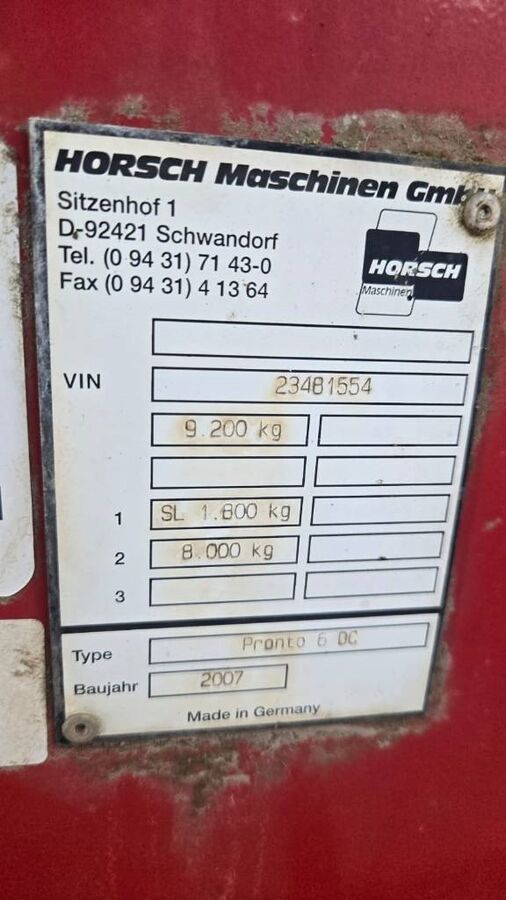 HORSCH Maschinen GmbH
Sitzenhof 1
D-92421 Schwandorf
Tel. (0 94 31) 71 43-0
Fax (0 94 31) 4 13 64
HORSCH
Maschinen
VIN 23481554
9.200 kg
1 SL 1.800 kg
2 8.000 kg
3
Type Pronto 6 DC
Baujahr 2007
Made in Germany